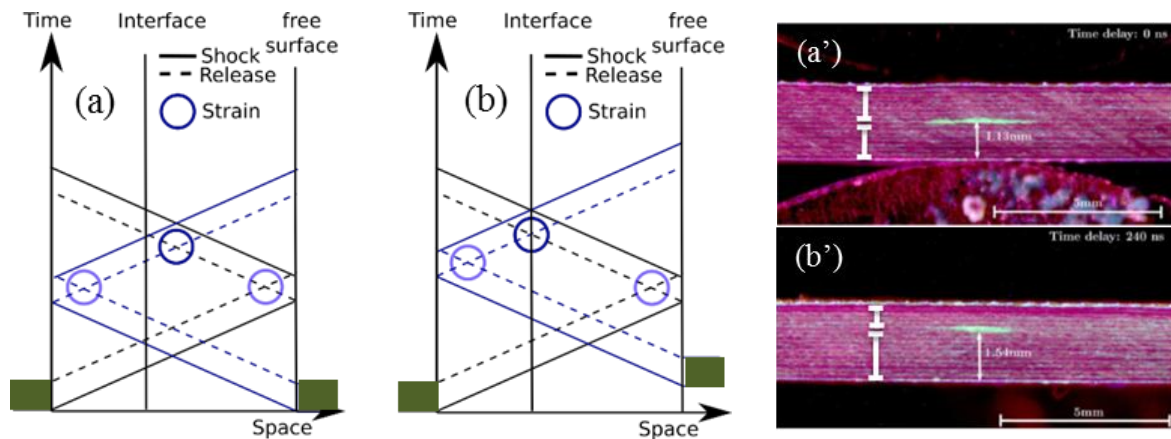 Time
Interface
free
surface
Shock
Release
(a)
Strain
Space
Time
Interface
free
surface
Shock
Release
(b)
Strain
Space
(a’)
Time delay: 0 ns
1.13mm
5mm
(b’)
Time delay: 240 ns
1.54mm
5mm